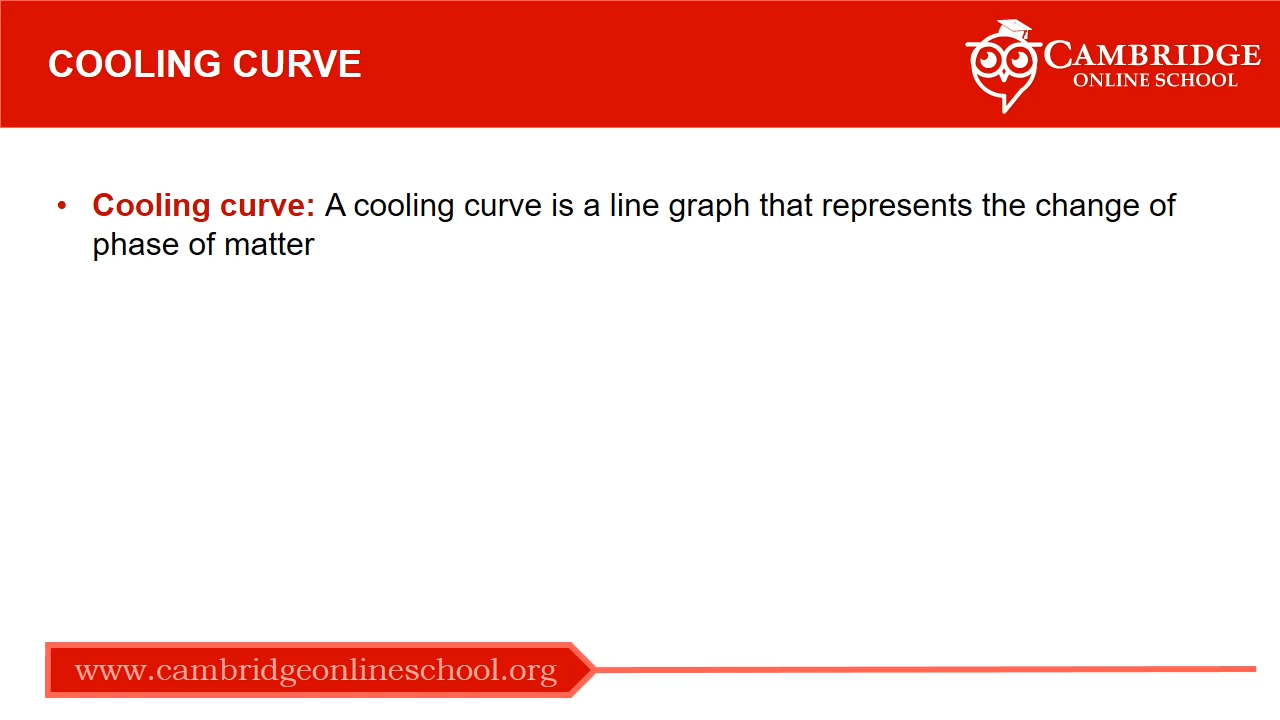 COOLING CURVE
CAMBRIDGE
ONLINE SCHOOL
• Cooling curve: A cooling curve is a line graph that represents the change of
phase of matter
www.cambridgeonlineschool.org